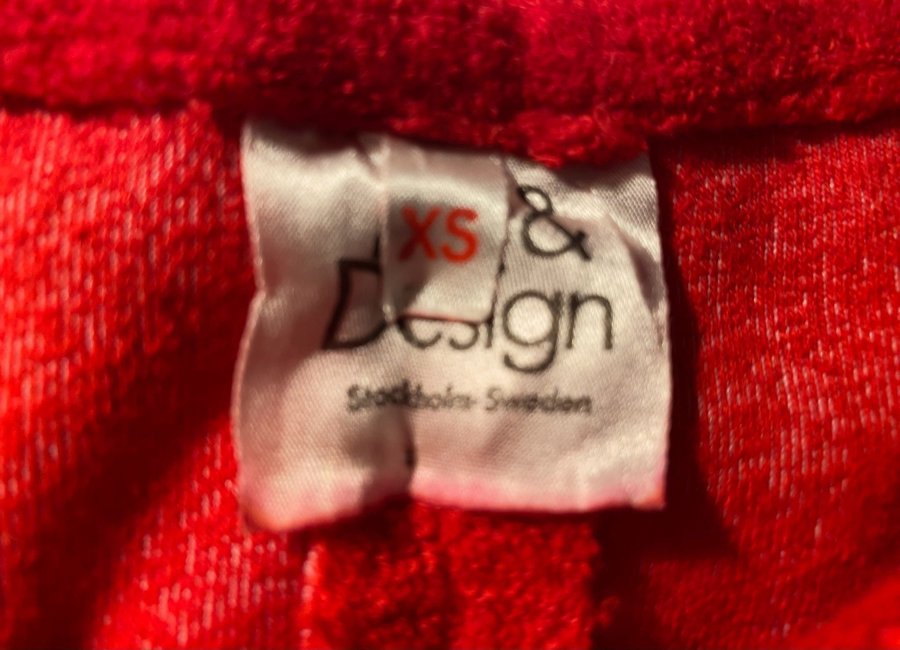 XS
&
Design
Stockholm Sweden